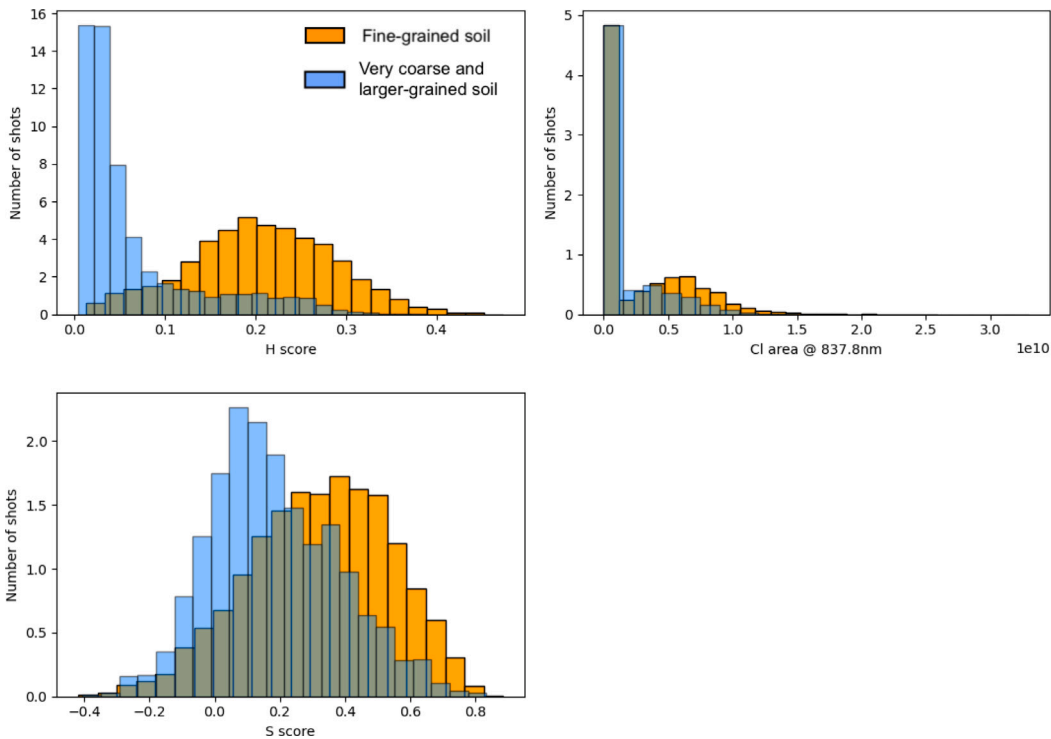 16
14
12
10
8
6
4
2
0
Number of shots
0.0 0.1 0.2 0.3 0.4
H score
Fine-grained soil
Very coarse and
larger-grained soil
5
4
3
2
1
0
Number of shots
0.0 0.5 1.0 1.5 2.0 2.5 3.0
Cl area @ 837.8nm
1e10
2.0
1.5
1.0
0.5
0.0
Number of shots
−0.4 −0.2 0.0 0.2 0.4 0.6 0.8
S score